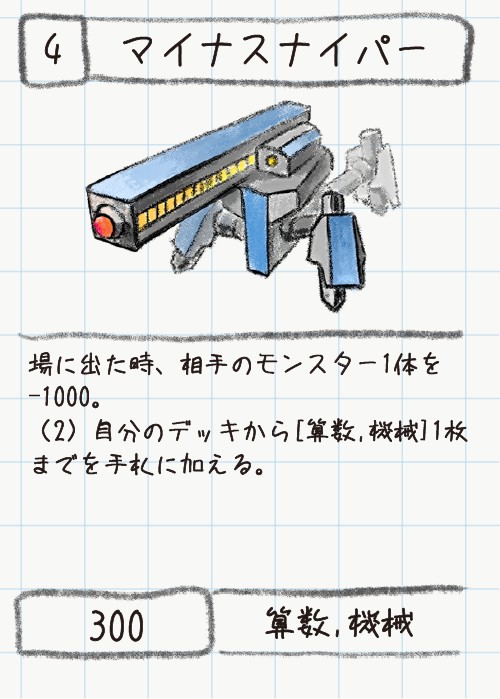 4 マイナスナイパー
場に出た時、相手のモンスター1体を
-1000。
(2) 自分のデッキから[算数,機械]1枚
までを手札に加える。
300 算数,機械